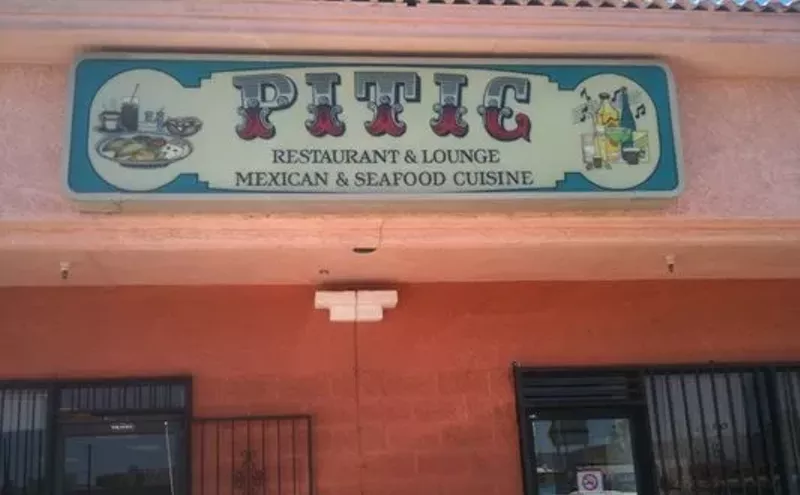 PITIC
RESTAURANT & LOUNGE
MEXICAN & SEAFOOD CUISINE